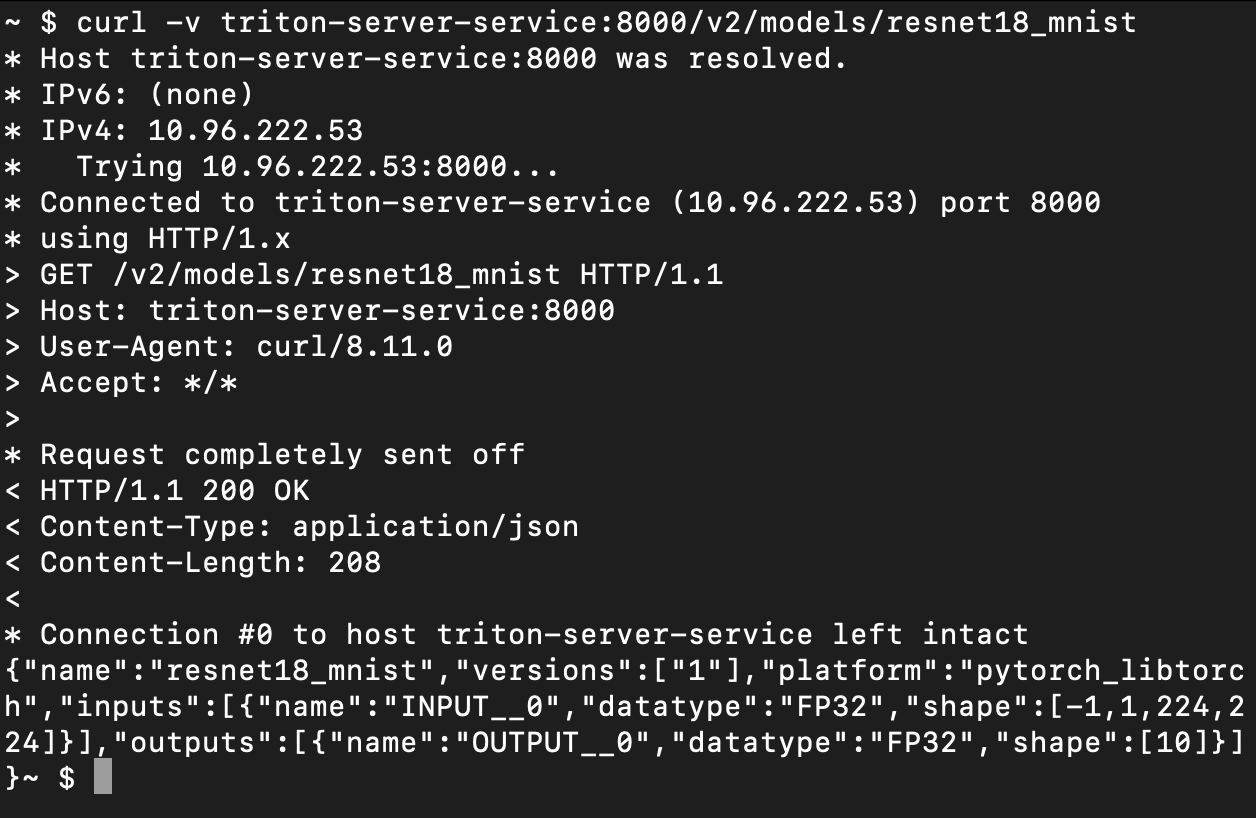 ~ $ curl -v triton-server-service:8000/v2/models/resnet18_mnist
* Host triton-server-service:8000 was resolved.
* IPv6: (none)
* IPv4: 10.96.222.53
*   Trying 10.96.222.53:8000...
* Connected to triton-server-service (10.96.222.53) port 8000
* using HTTP/1.x
> GET /v2/models/resnet18_mnist HTTP/1.1
> Host: triton-server-service:8000
> User-Agent: curl/8.11.0
> Accept: */*
>
* Request completely sent off
< HTTP/1.1 200 OK
< Content-Type: application/json
< Content-Length: 208
<
* Connection #0 to host triton-server-service left intact
{"name":"resnet18_mnist","versions":["1"],"platform":"pytorch_libtorc
h","inputs":[{"name":"INPUT__0","datatype":"FP32","shape":[-1,1,224,2
24]}],"outputs":[{"name":"OUTPUT__0","datatype":"FP32","shape":[10]}]
}~ $